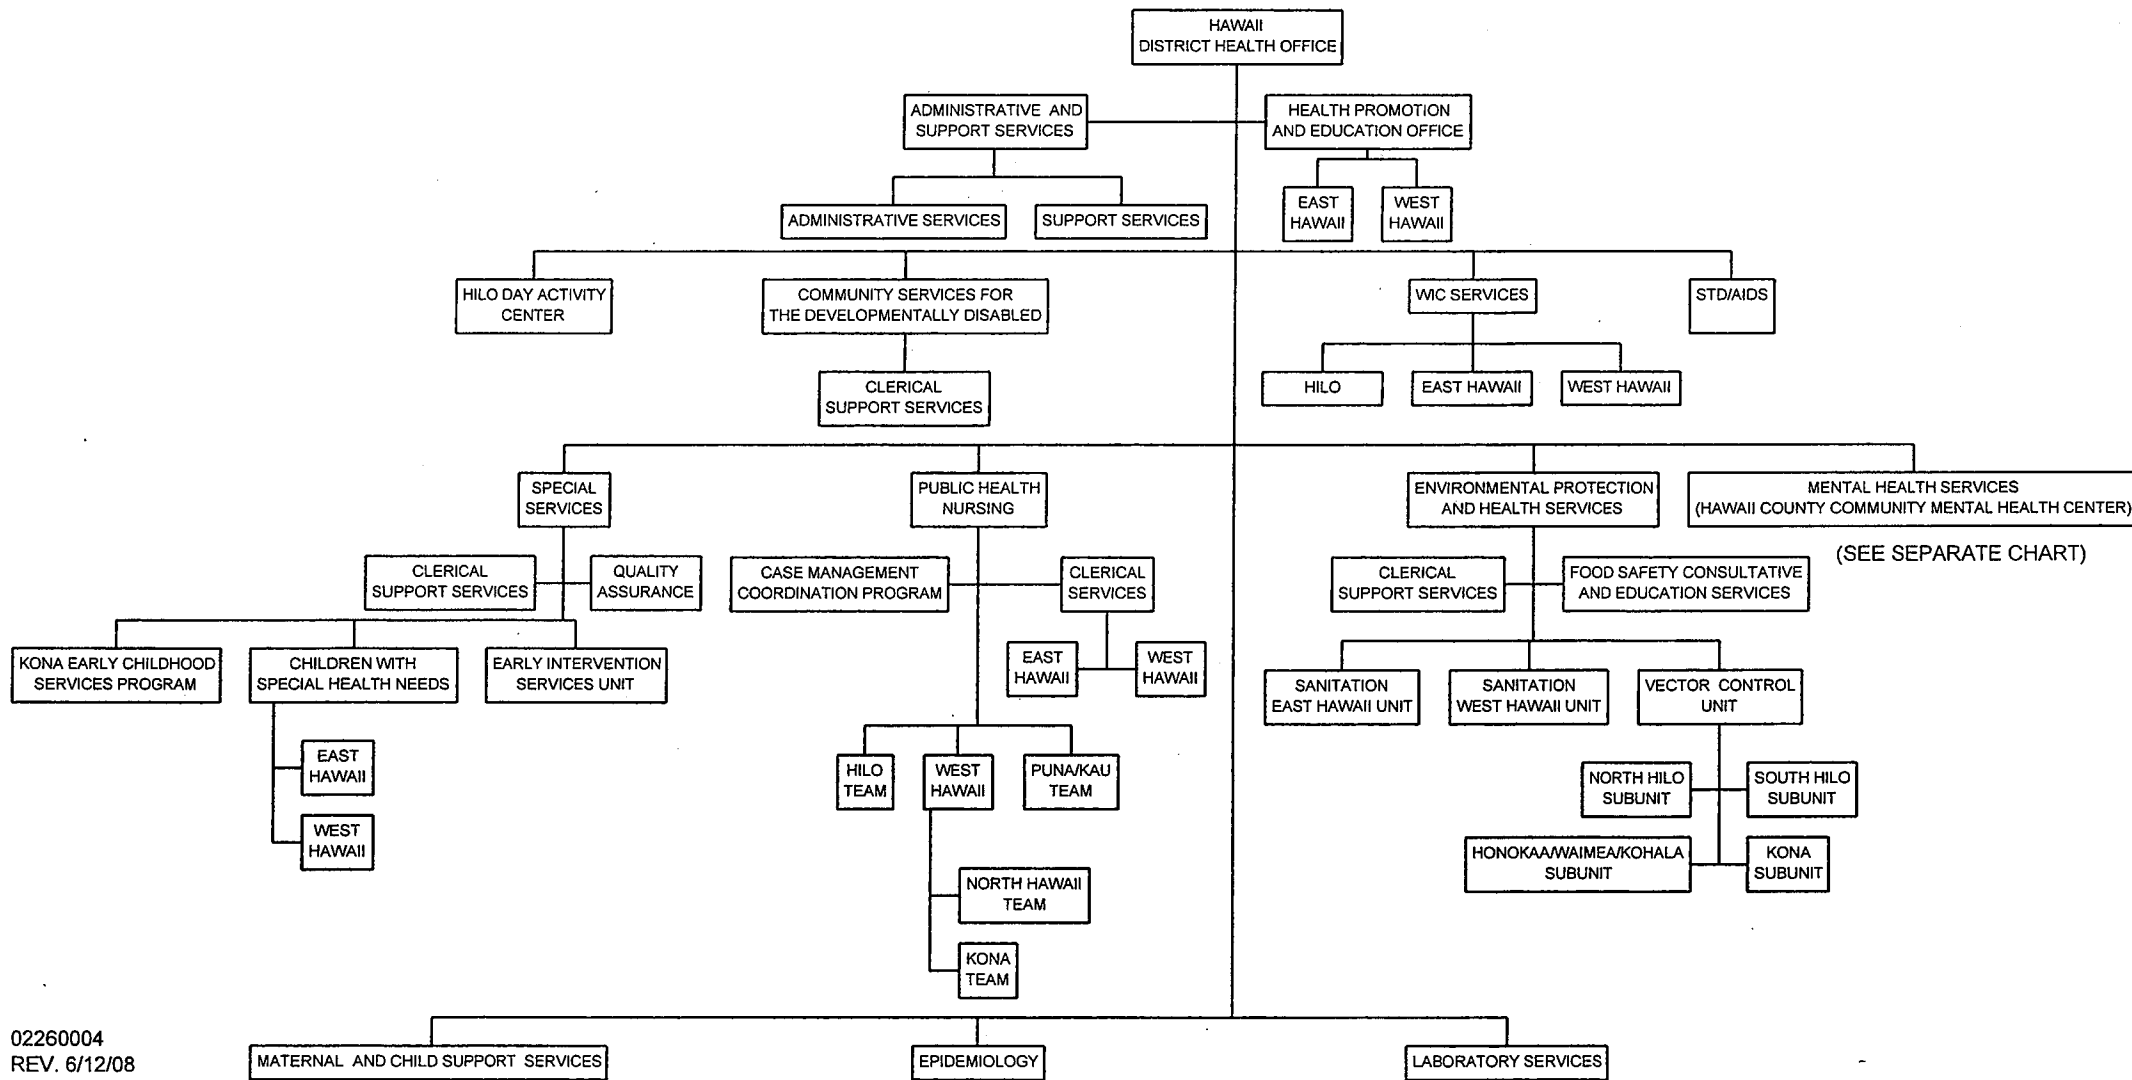 HAWAII
DISTRICT HEALTH OFFICE
ADMINISTRATIVE AND
SUPPORT SERVICES
HEALTH PROMOTION
AND EDUCATION OFFICE
ADMINISTRATIVE SERVICES
SUPPORT SERVICES
EAST
HAWAII
WEST
HAWAII
HILO DAY ACTIVITY
CENTER
COMMUNITY SERVICES FOR
THE DEVELOPMENTALLY DISABLED
WIC SERVICES
STD/AIDS
CLERICAL
SUPPORT SERVICES
HILO
EAST HAWAII
WEST HAWAII
SPECIAL
SERVICES
PUBLIC HEALTH
NURSING
ENVIRONMENTAL PROTECTION
AND HEALTH SERVICES
MENTAL HEALTH SERVICES
(HAWAII COUNTY COMMUNITY MENTAL HEALTH CENTER)
(SEE SEPARATE CHART)
CLERICAL
SUPPORT SERVICES
QUALITY
ASSURANCE
CASE MANAGEMENT
COORDINATION PROGRAM
CLERICAL
SERVICES
CLERICAL
SUPPORT SERVICES
FOOD SAFETY CONSULTATIVE
AND EDUCATION SERVICES
KONA EARLY CHILDHOOD
SERVICES PROGRAM
CHILDREN WITH
SPECIAL HEALTH NEEDS
EARLY INTERVENTION
SERVICES UNIT
EAST
HAWAII
WEST
HAWAII
SANITATION
EAST HAWAII UNIT
SANITATION
WEST HAWAII UNIT
VECTOR CONTROL
UNIT
EAST
HAWAII
WEST
HAWAII
HILO
TEAM
WEST
HAWAII
PUNA/KAU
TEAM
NORTH HILO
SUBUNIT
SOUTH HILO
SUBUNIT
HONOKAA/WAIMEA/KOHALA
SUBUNIT
KONA
SUBUNIT
NORTH HAWAII
TEAM
KONA
TEAM
02260004
REV. 6/12/08
MATERNAL AND CHILD SUPPORT SERVICES
EPIDEMIOLOGY
LABORATORY SERVICES